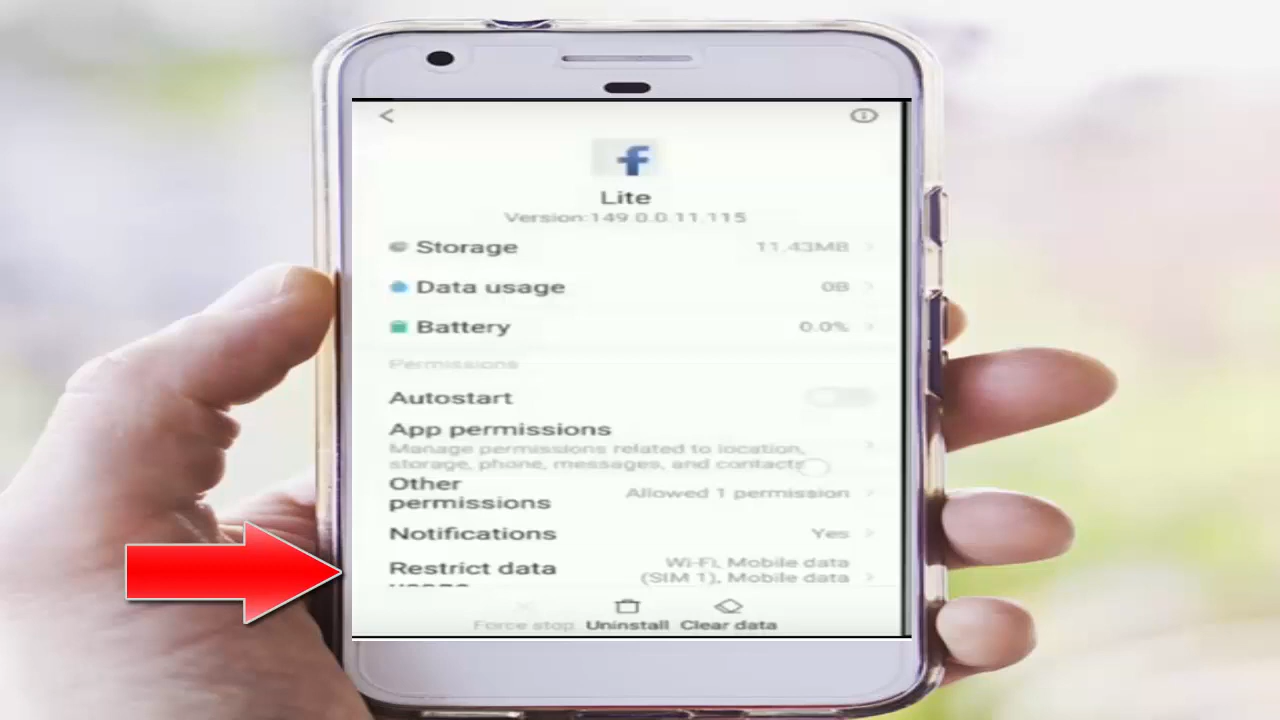 Lite
Version:149.0.0.11.115
Storage 11.43MB
Data usage 0B
Battery 0.0%
Permissions
Autostart
App permissions
Manage permissions related to location,
storage, phone, messages, and contacts
Other
permissions
Allowed 1 permission
Notifications Yes
Restrict data
usage
Wi-Fi, Mobile data
(SIM 1), Mobile data
Force stop Uninstall Clear data